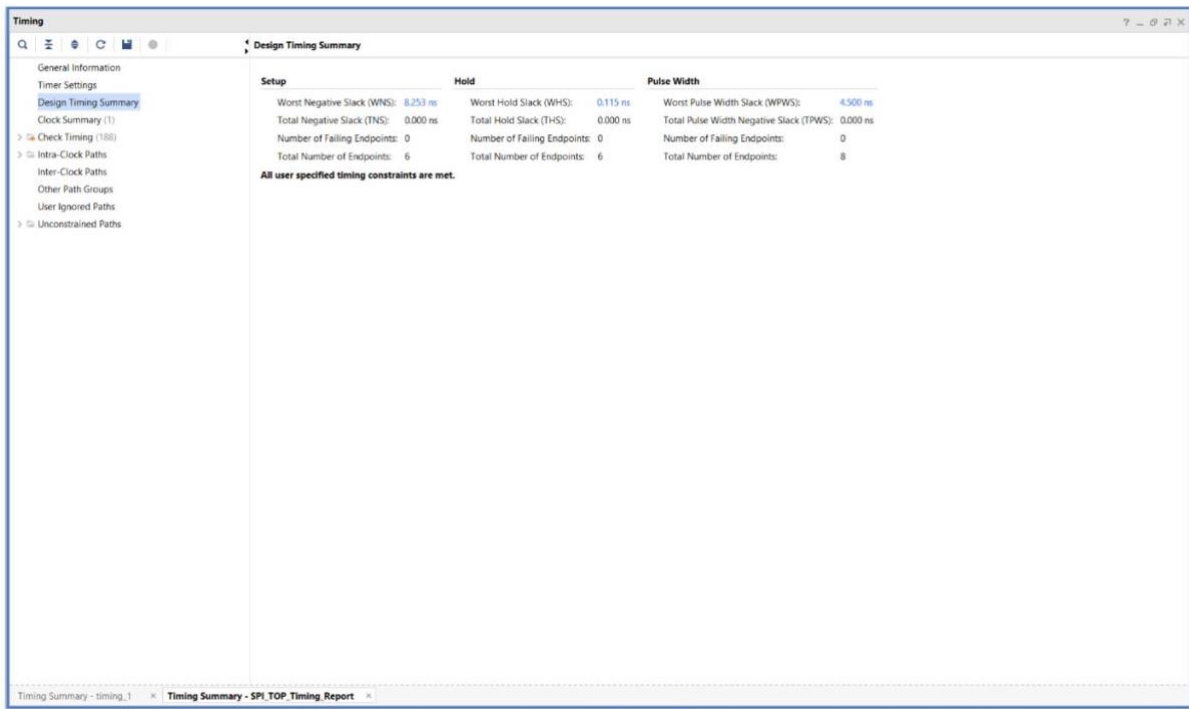 Timing
Design Timing Summary
General Information
Timer Settings
Design Timing Summary
Clock Summary (1)
Check Timing (188)
Intra-Clock Paths
Inter-Clock Paths
Other Path Groups
User Ignored Paths
Unconstrained Paths
Setup Hold Pulse Width
Worst Negative Slack (WNS): 8.253 ns Worst Hold Slack (WHS): 0.115 ns Worst Pulse Width Slack (WPWS): 4.500 ns
Total Negative Slack (TNS): 0.000 ns Total Hold Slack (THS): 0.000 ns Total Pulse Width Negative Slack (TPWS): 0.000 ns
Number of Failing Endpoints: 0 Number of Failing Endpoints: 0 Number of Failing Endpoints: 0
Total Number of Endpoints: 6 Total Number of Endpoints: 6 Total Number of Endpoints: 8
All user specified timing constraints are met.
Timing Summary - timing_1 Timing Summary - SPI_TOP_Timing_Report